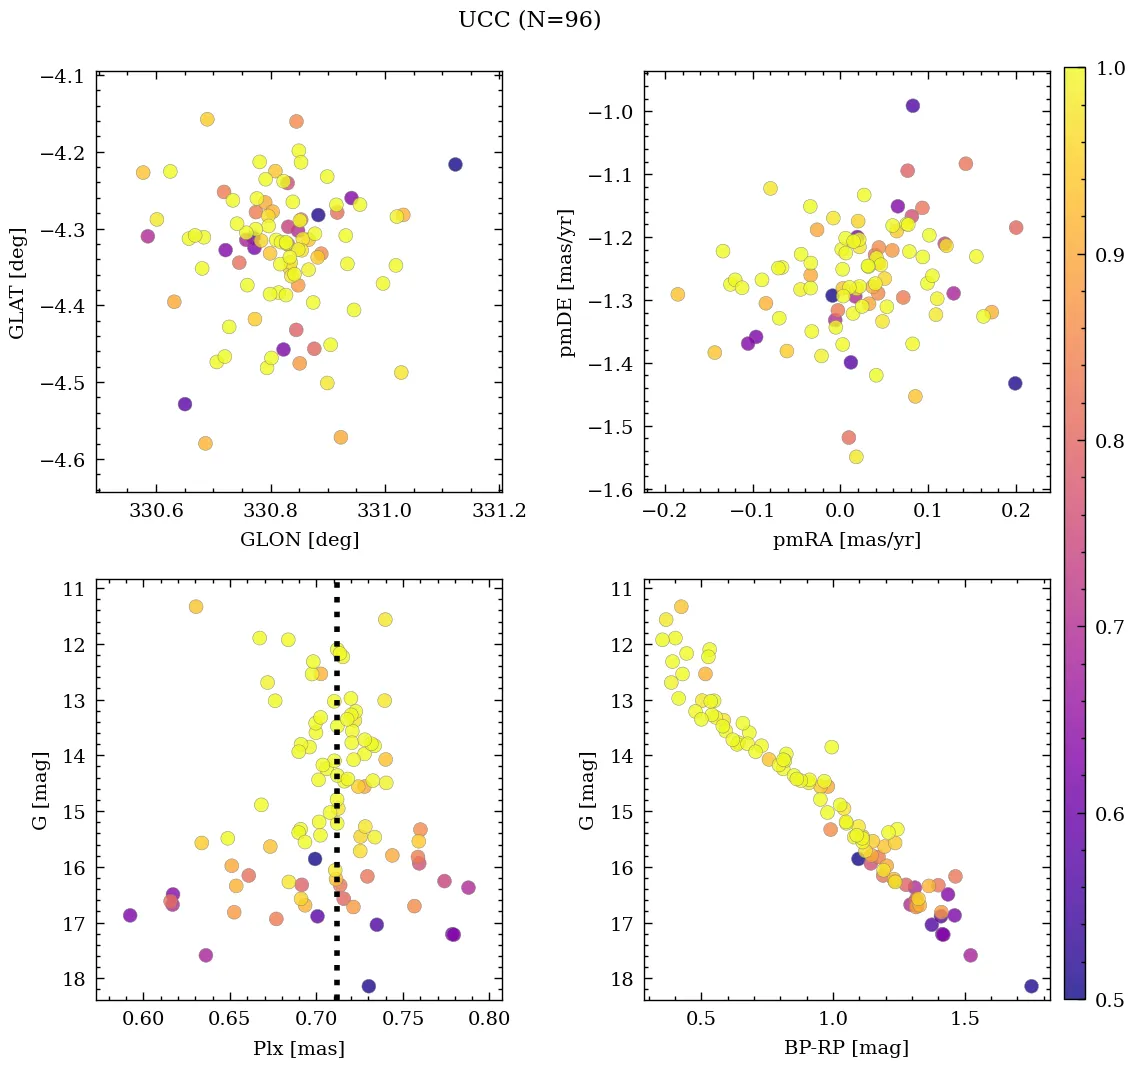 UCC (N=96)
−4.1
−4.2
−4.3
−4.4
−4.5
−4.6
GLAT [deg]
330.6 330.8 331.0 331.2
GLON [deg]
−1.0
−1.1
−1.2
−1.3
−1.4
−1.5
−1.6
pmDE [mas/yr]
−0.2 −0.1 0.0 0.1 0.2
pmRA [mas/yr]
11
12
13
14
15
16
17
18
G [mag]
0.60 0.65 0.70 0.75 0.80
Plx [mas]
11
12
13
14
15
16
17
18
G [mag]
0.5 1.0 1.5
BP-RP [mag]
1.0
0.9
0.8
0.7
0.6
0.5